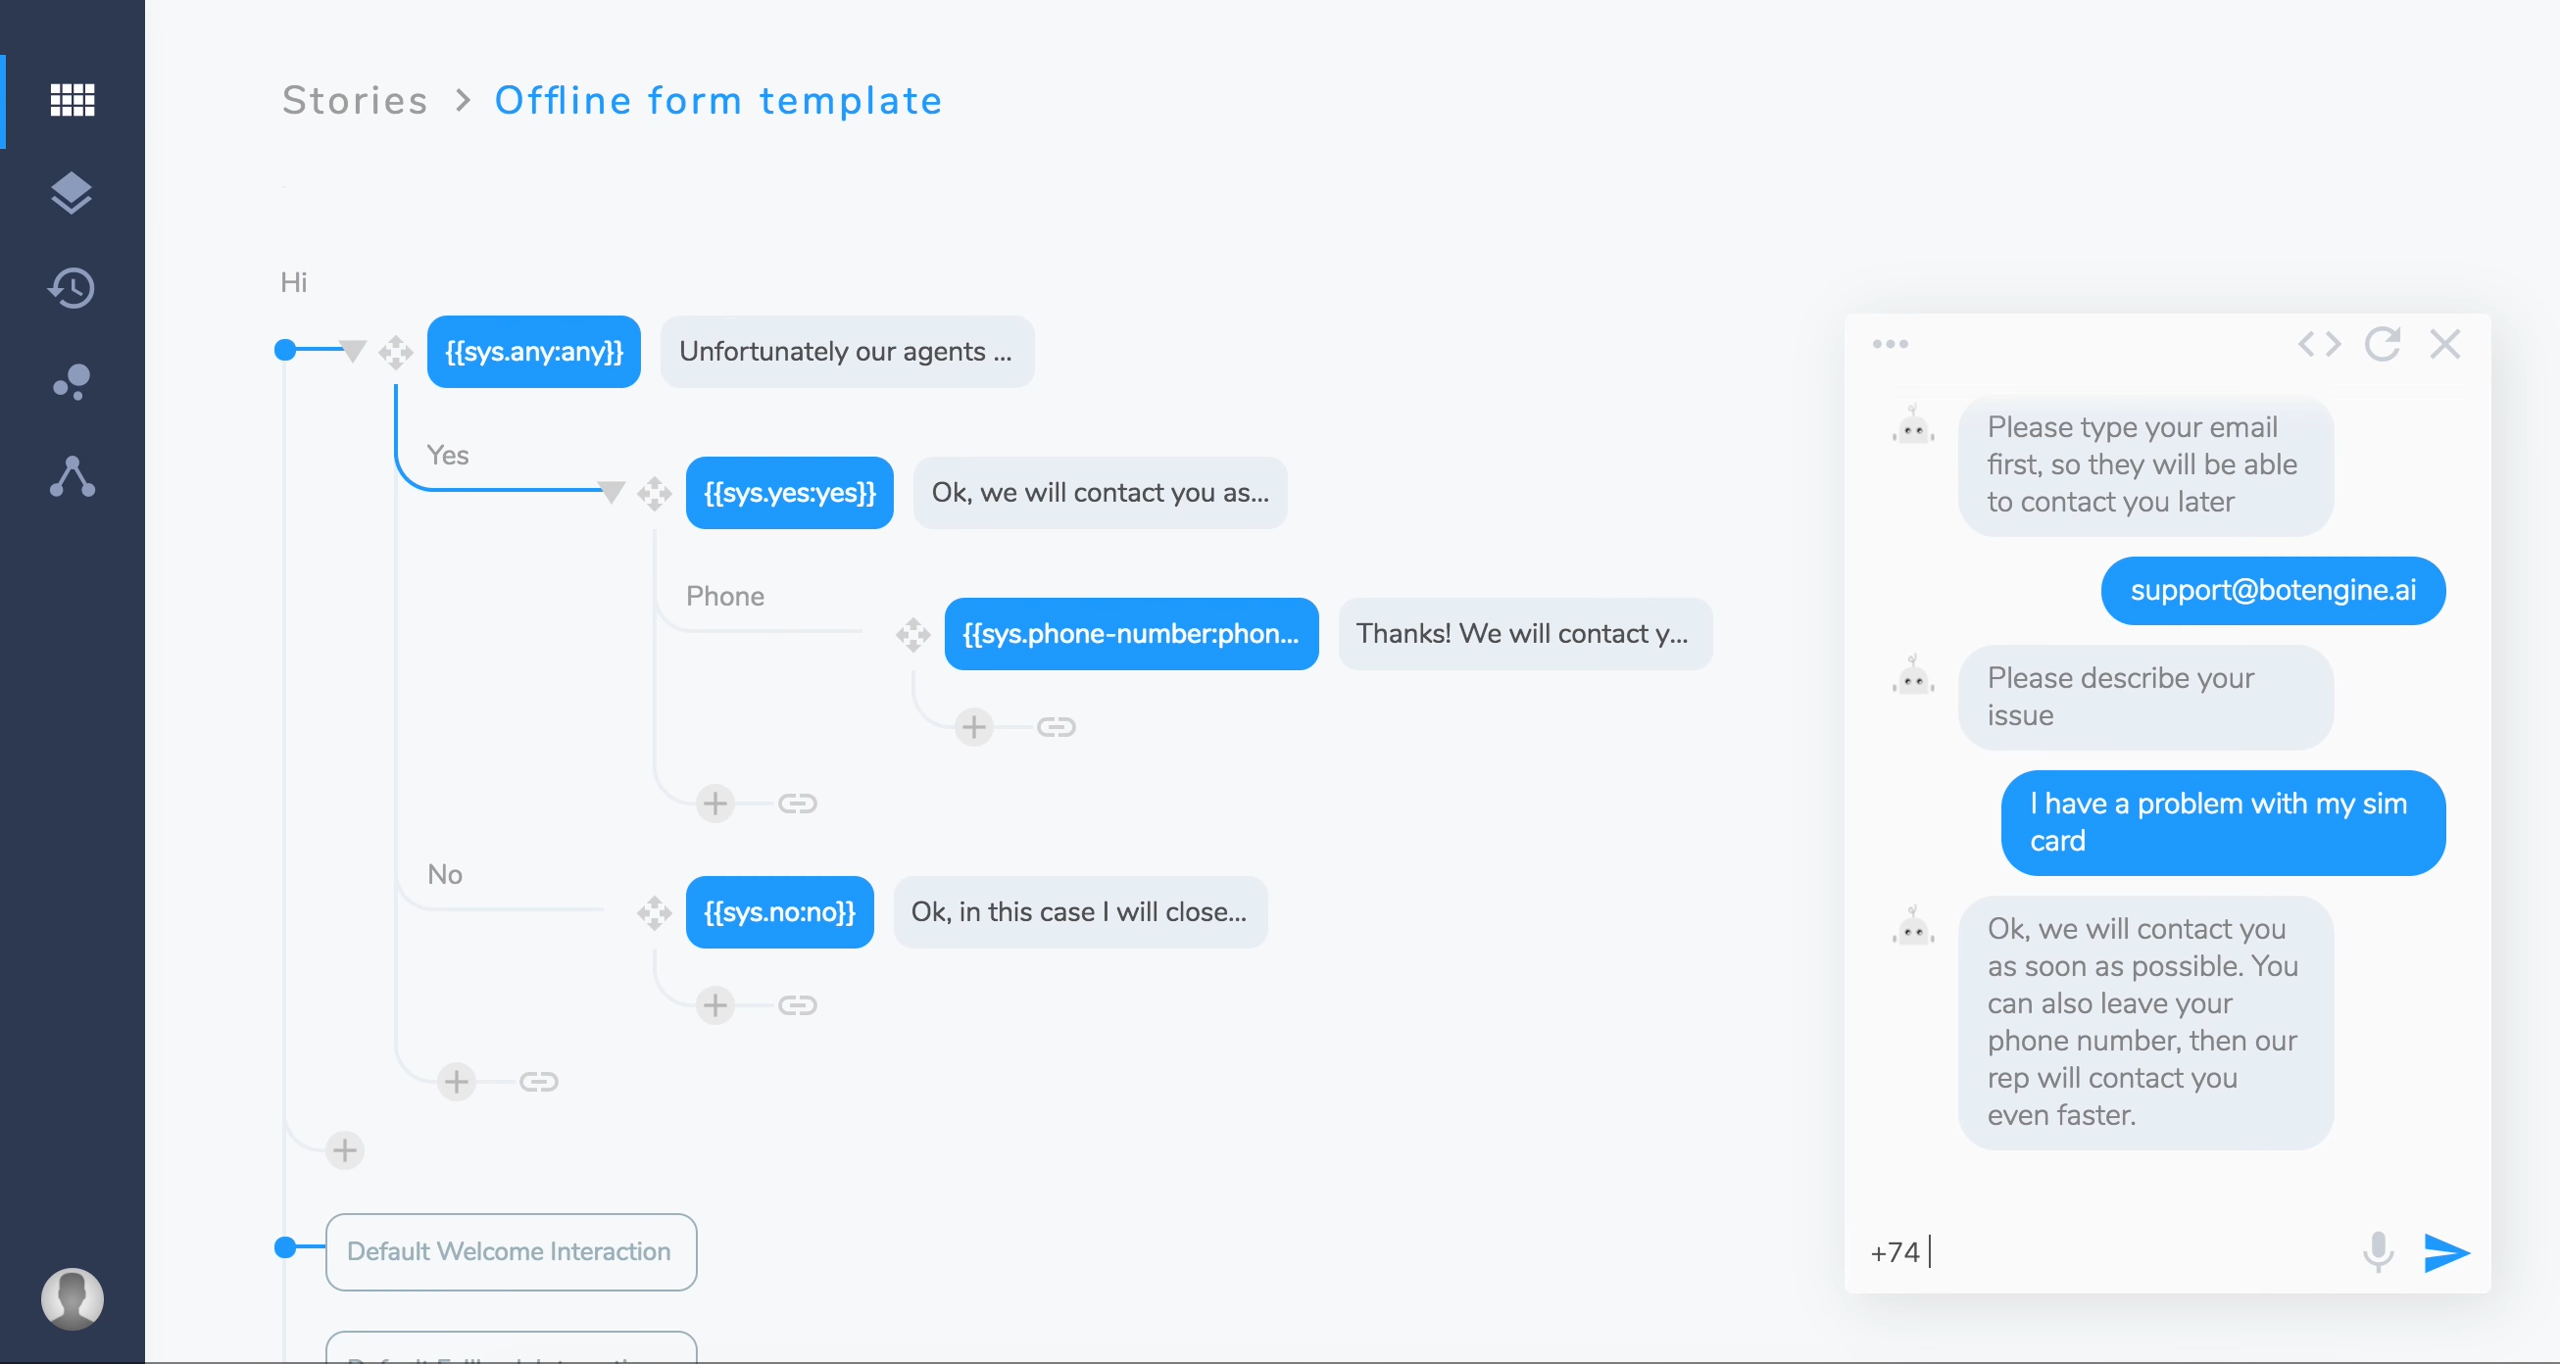 Stories > Offline form template
Hi
{{sys.any:any}}
Unfortunately our agents ...
Yes
{{sys.yes:yes}}
Ok, we will contact you as...
Phone
{{sys.phone-number:phon...
Thanks! We will contact y...
No
{{sys.no:no}}
Ok, in this case I will close...
Default Welcome Interaction
Please type your email
first, so they will be able
to contact you later
support@botengine.ai
Please describe your
issue
I have a problem with my sim
card
Ok, we will contact you
as soon as possible. You
can also leave your
phone number, then our
rep will contact you
even faster.
+74